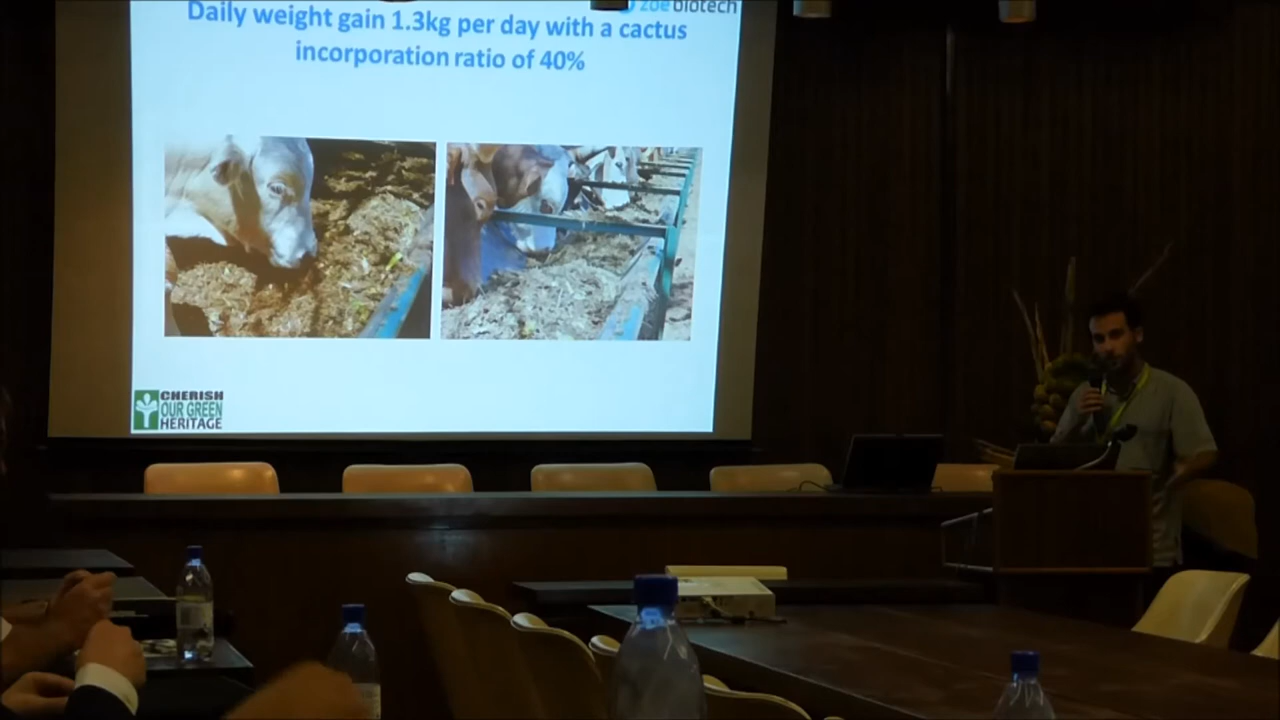 zoe biotech
Daily weight gain 1.3kg per day with a cactus
incorporation ratio of 40%
CHERISH
OUR GREEN
HERITAGE